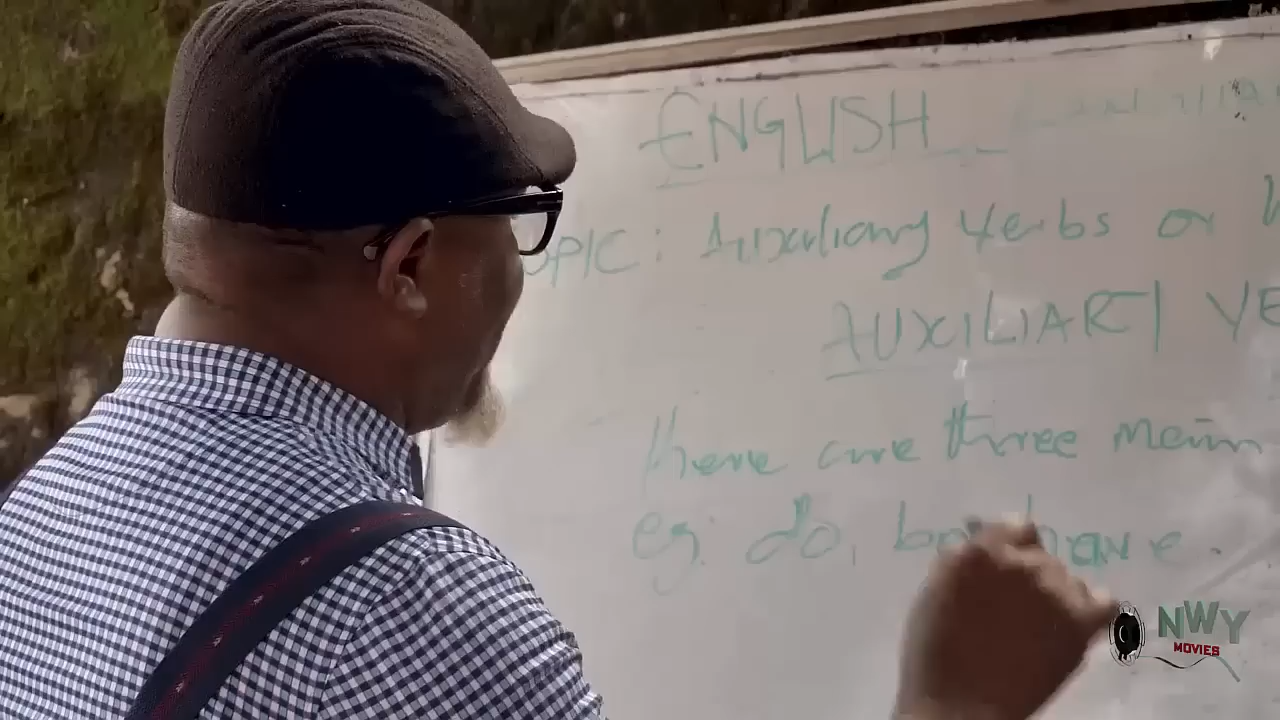 ENGLISH
OPIC: Auxiliary Verbs or
AUXILIARY VE
There are three main
eg. do, be have.
NWY
MOVIES